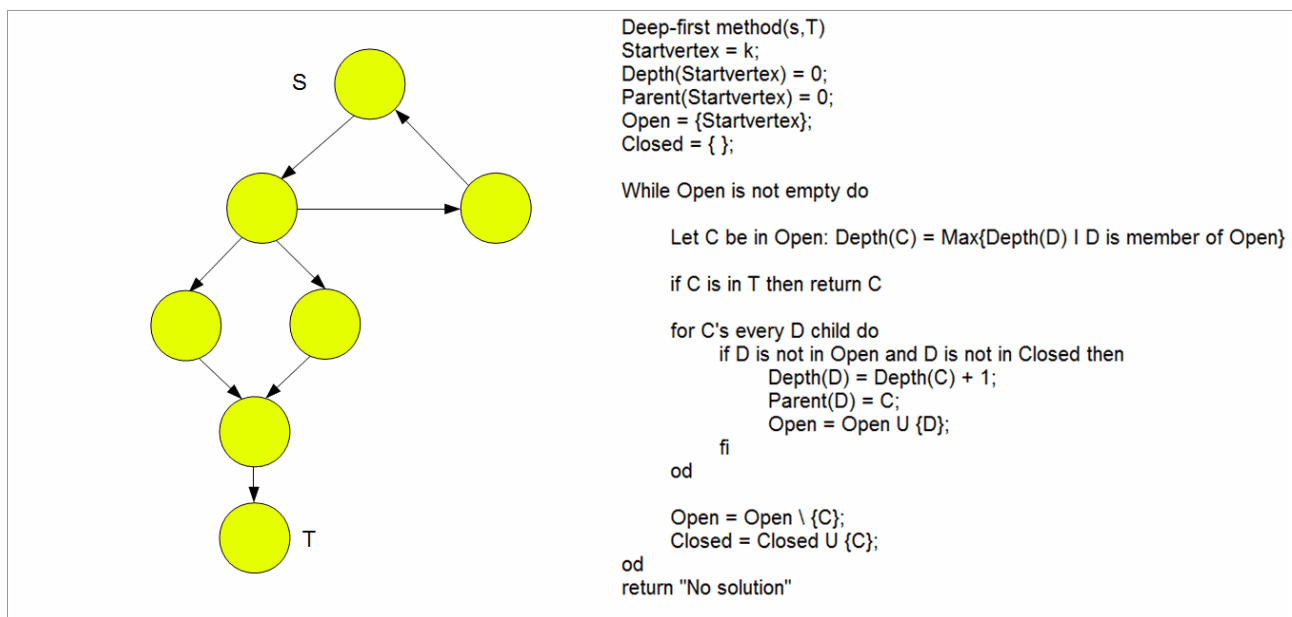 S
T
Deep-first method(s,T)
Startvertex = k;
Depth(Startvertex) = 0;
Parent(Startvertex) = 0;
Open = {Startvertex};
Closed = { };
While Open is not empty do
Let C be in Open: Depth(C) = Max{Depth(D) I D is member of Open}
if C is in T then return C
for C's every D child do
if D is not in Open and D is not in Closed then
Depth(D) = Depth(C) + 1;
Parent(D) = C;
Open = Open U {D};
fi
od
Open = Open \ {C};
Closed = Closed U {C};
od
return "No solution"